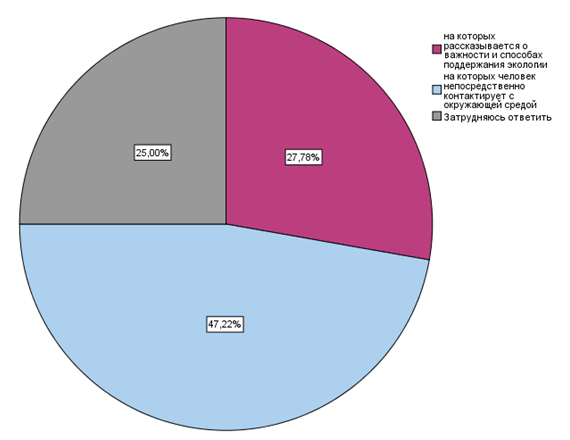 на которых
рассказывается о
важности и способах
поддержания экологии
на которых человек
непосредственно
контактирует с
окружающей средой
Затрудняюсь ответить
25,00%
27,78%
47,22%